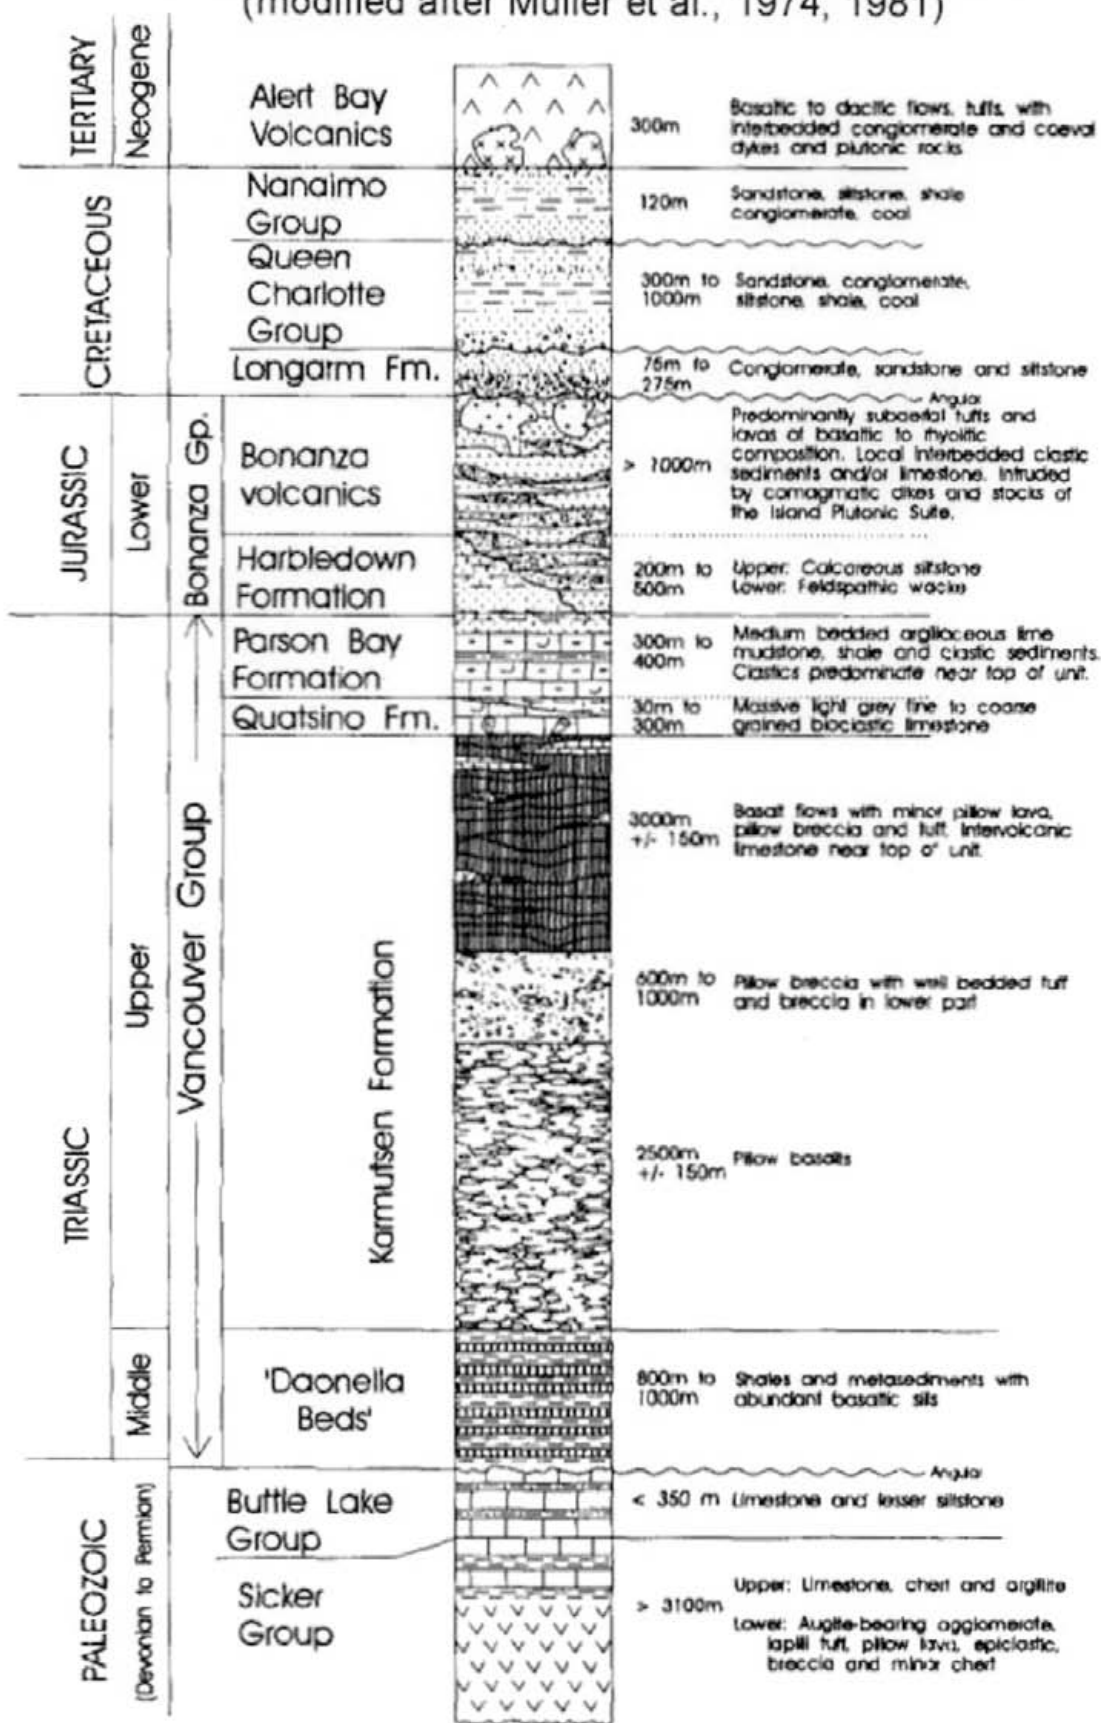 (modified after Muller et al., 1974, 1981)
TERTIARY
Neogene
Alert Bay
Volcanics
300m
Basaltic to dacitic flows, tuffs, with
interbedded conglomerate and coeval
dykes and plutonic rocks
CRETACEOUS
Nanaimo
Group
120m
Sandstone, siltstone, shale
conglomerate, coal
Queen
Charlotte
Group
300m to
1000m
Sandstone, conglomerate,
siltstone, shale, coal
Longarm Fm.
75m to
275m
Conglomerate, sandstone and siltstone
Angular
JURASSIC
Lower
Bonanza Gp.
Bonanza
volcanics
> 1000m
Predominantly subaerial tuffs and
lavas of basaltic to rhyolitic
composition. Local interbedded clastic
sediments and/or limestone. Intruded
by comagmatic dikes and stocks of
the Island Plutonic Suite.
Harbledown
Formation
200m to
500m
Upper: Calcareous siltstone
Lower: Feldspathic wacke
TRIASSIC
Upper
Vancouver Group
Parson Bay
Formation
300m to
400m
Medium bedded argillaceous lime
mudstone, shale and clastic sediments.
Clastics predominate near top of unit.
Quatsino Fm.
30m to
300m
Massive light grey fine to coarse
grained bioclastic limestone
Karmutsen Formation
3000m
+/- 150m
Basalt flows with minor pillow lava,
pillow breccia and tuff. Intervolcanic
limestone near top of unit.
600m to
1000m
Pillow breccia with well bedded tuff
and breccia in lower part
2500m
+/- 150m
Pillow basalts
Middle
'Daonella
Beds'
800m to
1000m
Shales and metasediments with
abundant basaltic sills
Angular
PALEOZOIC
(Devonian to Permian)
Buttle Lake
Group
< 350 m
Limestone and lesser siltstone
Sicker
Group
> 3100m
Upper: Limestone, chert and argillite
Lower: Augite-bearing agglomerate,
lapilli tuff, pillow lava, epiclastic,
breccia and minor chert